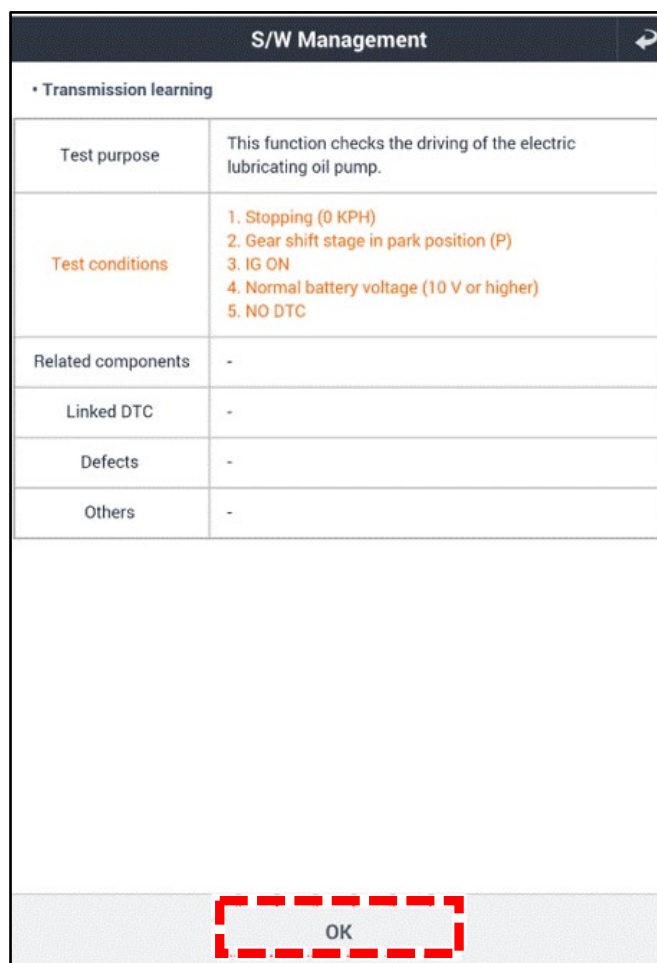 S/W Management
• Transmission learning
Test purpose
This function checks the driving of the electric
lubricating oil pump.
Test conditions
1. Stopping (0 KPH)
2. Gear shift stage in park position (P)
3. IG ON
4. Normal battery voltage (10 V or higher)
5. NO DTC
Related components
-
Linked DTC
-
Defects
-
Others
-
OK